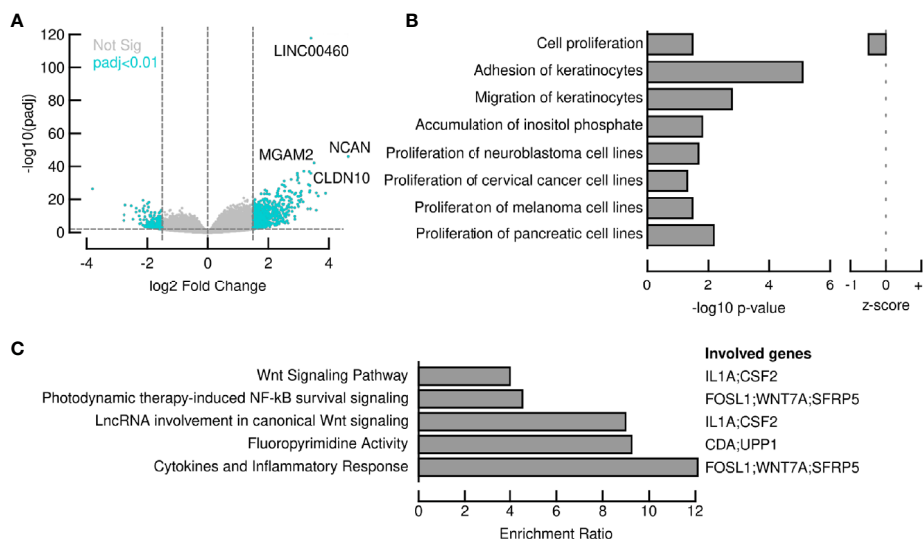 A
120
100
80
60
40
20
0
-log10(padj)
Not Sig
padj<0.01
LINC00460
NCAN
MGAM2
CLDN10
-4
-2
0
2
4
log2 Fold Change
B
Cell proliferation
Adhesion of keratinocytes
Migration of keratinocytes
Accumulation of inositol phosphate
Proliferation of neuroblastoma cell lines
Proliferation of cervical cancer cell lines
Proliferation of melanoma cell lines
Proliferation of pancreatic cell lines
0
2
4
6
-log10 p-value
-1
0
+
z-score
C
Involved genes
Wnt Signaling Pathway
IL1A;CSF2
Photodynamic therapy-induced NF-kB survival signaling
FOSL1;WNT7A;SFRP5
LncRNA involvement in canonical Wnt signaling
IL1A;CSF2
Fluoropyrimidine Activity
CDA;UPP1
Cytokines and Inflammatory Response
FOSL1;WNT7A;SFRP5
0
2
4
6
8
10
12
Enrichment Ratio